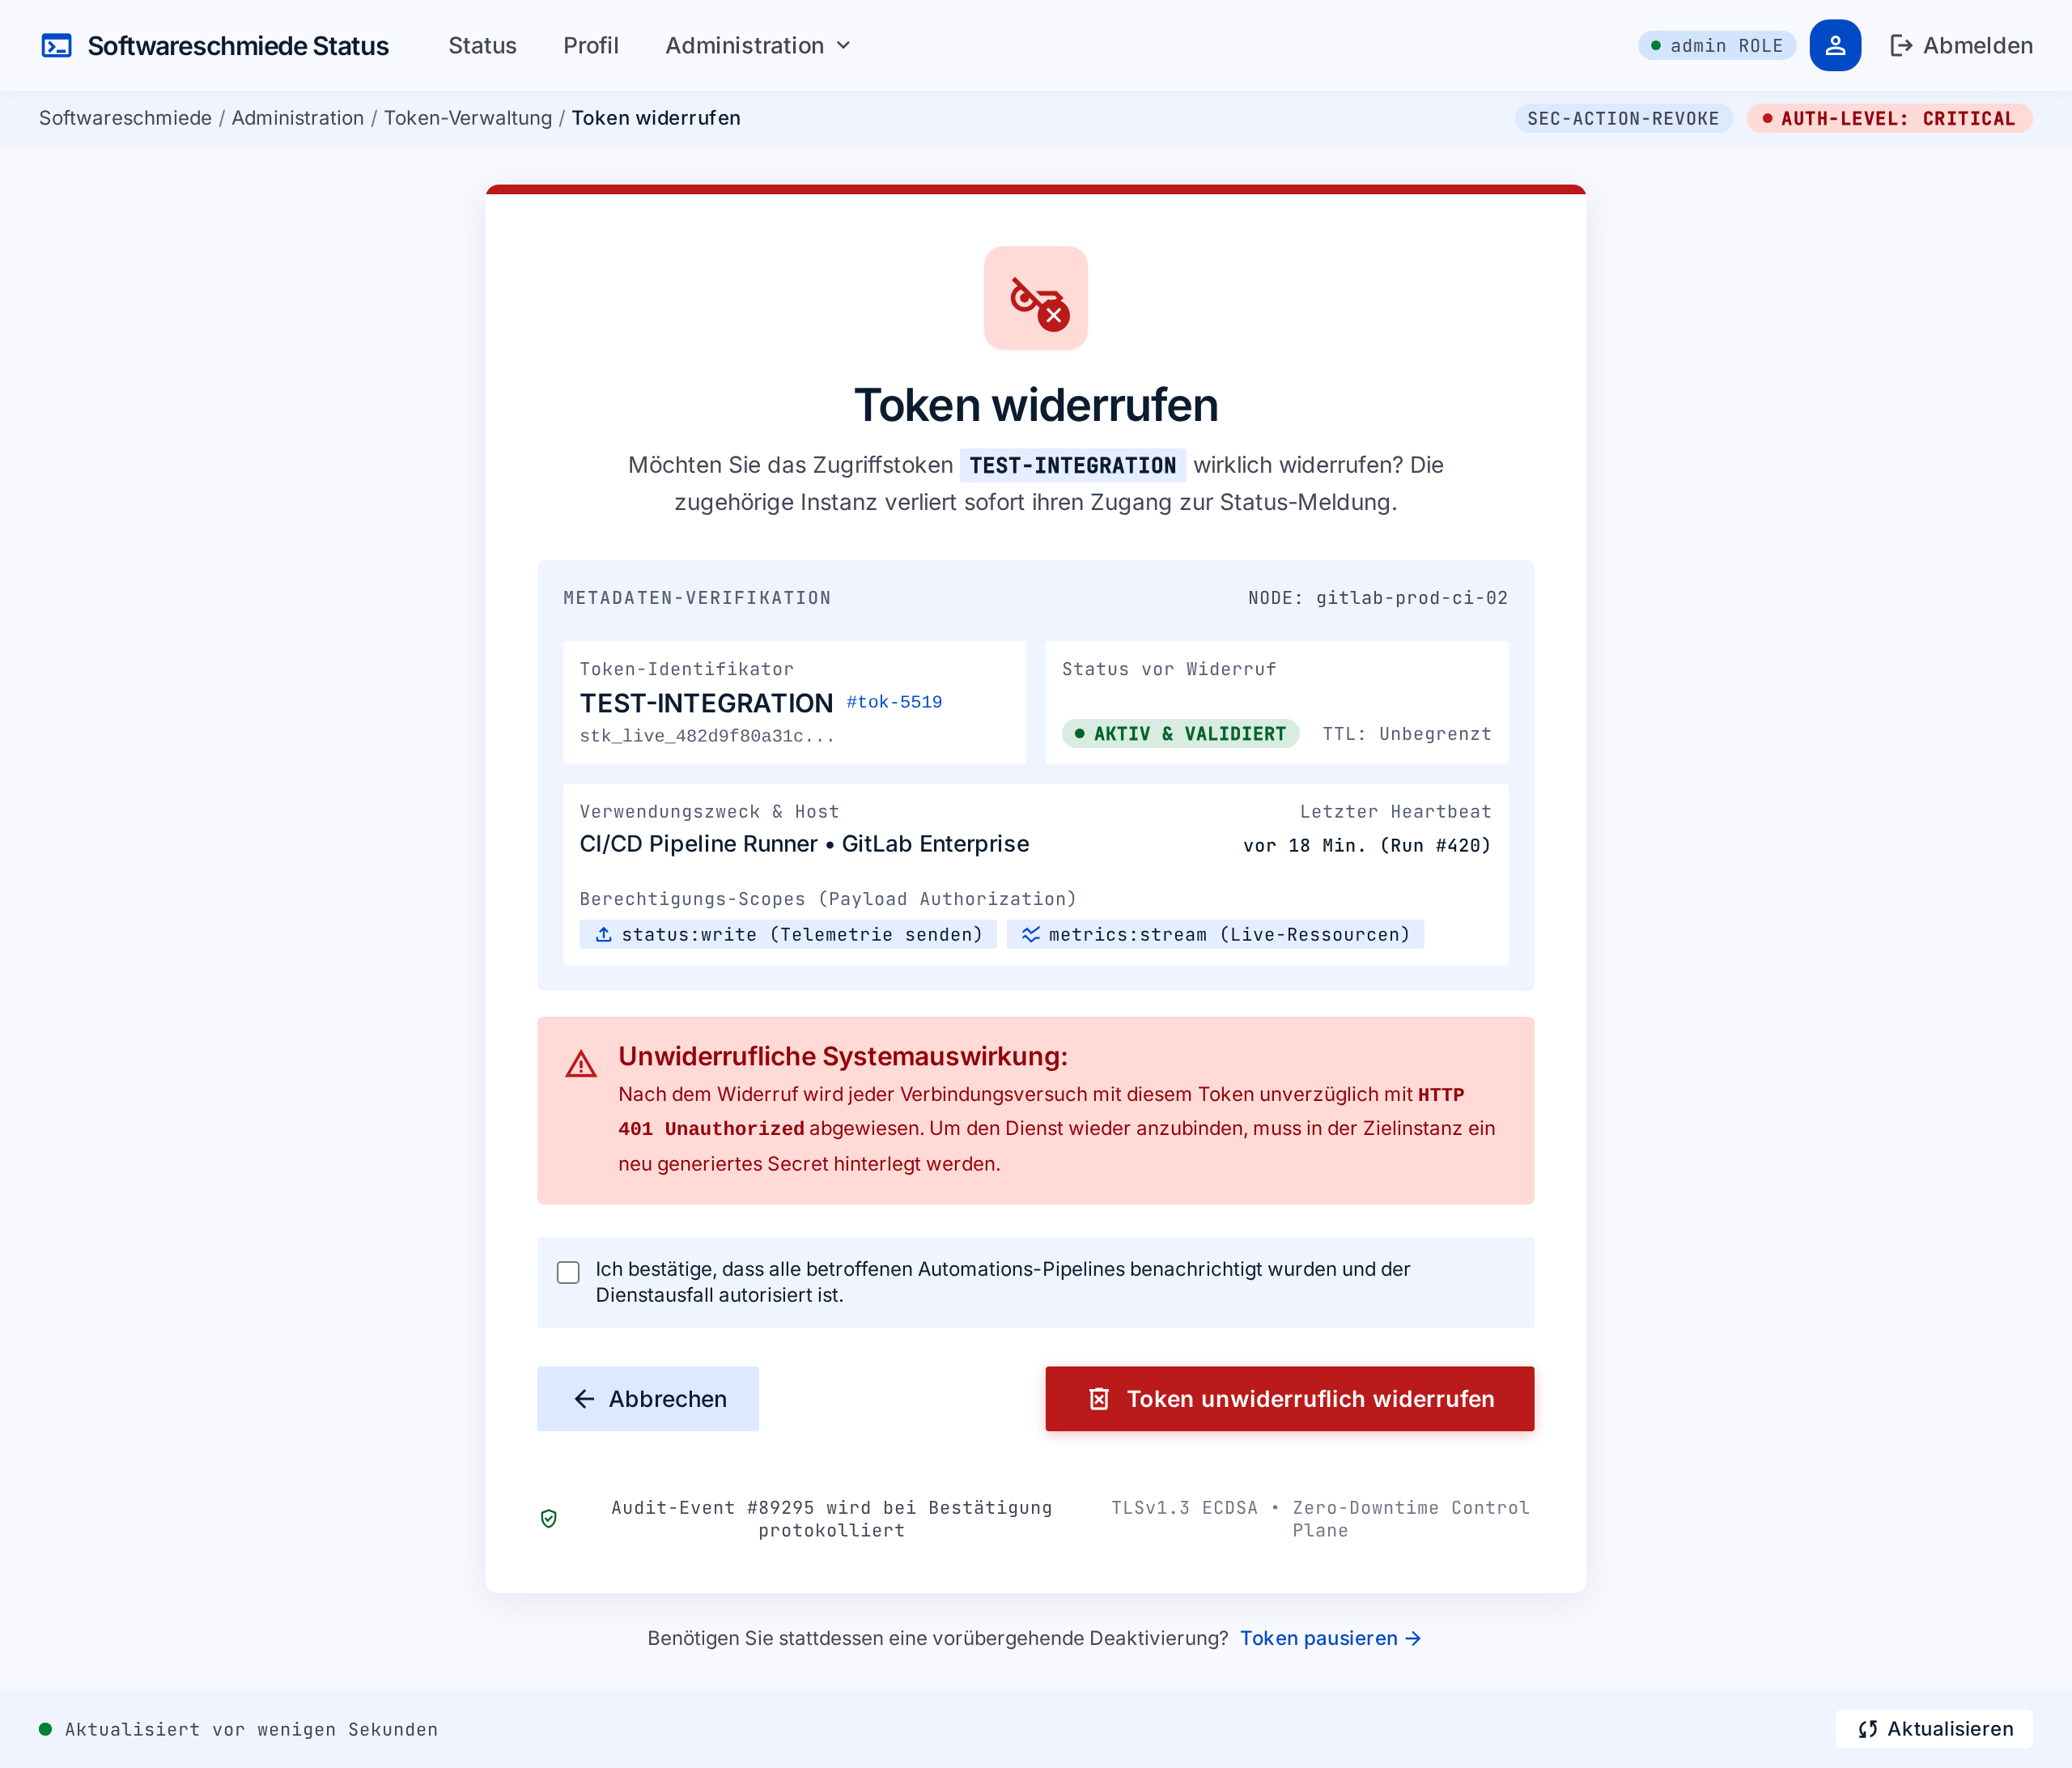 Softwareschmiede Status
Status
Profil
Administration
admin ROLE
Abmelden
Softwareschmiede / Administration / Token-Verwaltung / Token widerrufen
SEC-ACTION-REVOKE
AUTH-LEVEL: CRITICAL
Token widerrufen
Möchten Sie das Zugriffstoken TEST-INTEGRATION wirklich widerrufen? Die
zugehörige Instanz verliert sofort ihren Zugang zur Status-Meldung.
METADATEN-VERIFIKATION
NODE: gitlab-prod-ci-02
Token-Identifikator
TEST-INTEGRATION #tok-5519
stk_live_482d9f80a31c...
Status vor Widerruf
AKTIV & VALIDIERT
TTL: Unbegrenzt
Verwendungszweck & Host
CI/CD Pipeline Runner • GitLab Enterprise
Letzter Heartbeat
vor 18 Min. (Run #420)
Berechtigungs-Scopes (Payload Authorization)
status:write (Telemetrie senden)
metrics:stream (Live-Ressourcen)
Unwiderrufliche Systemauswirkung:
Nach dem Widerruf wird jeder Verbindungsversuch mit diesem Token unverzüglich mit HTTP
401 Unauthorized abgewiesen. Um den Dienst wieder anzubinden, muss in der Zielinstanz ein
neu generiertes Secret hinterlegt werden.
Ich bestätige, dass alle betroffenen Automations-Pipelines benachrichtigt wurden und der
Dienstausfall autorisiert ist.
Abbrechen
Token unwiderruflich widerrufen
Audit-Event #89295 wird bei Bestätigung
protokolliert
TLSv1.3 ECDSA • Zero-Downtime Control
Plane
Benötigen Sie stattdessen eine vorübergehende Deaktivierung? Token pausieren
Aktualisiert vor wenigen Sekunden
Aktualisieren